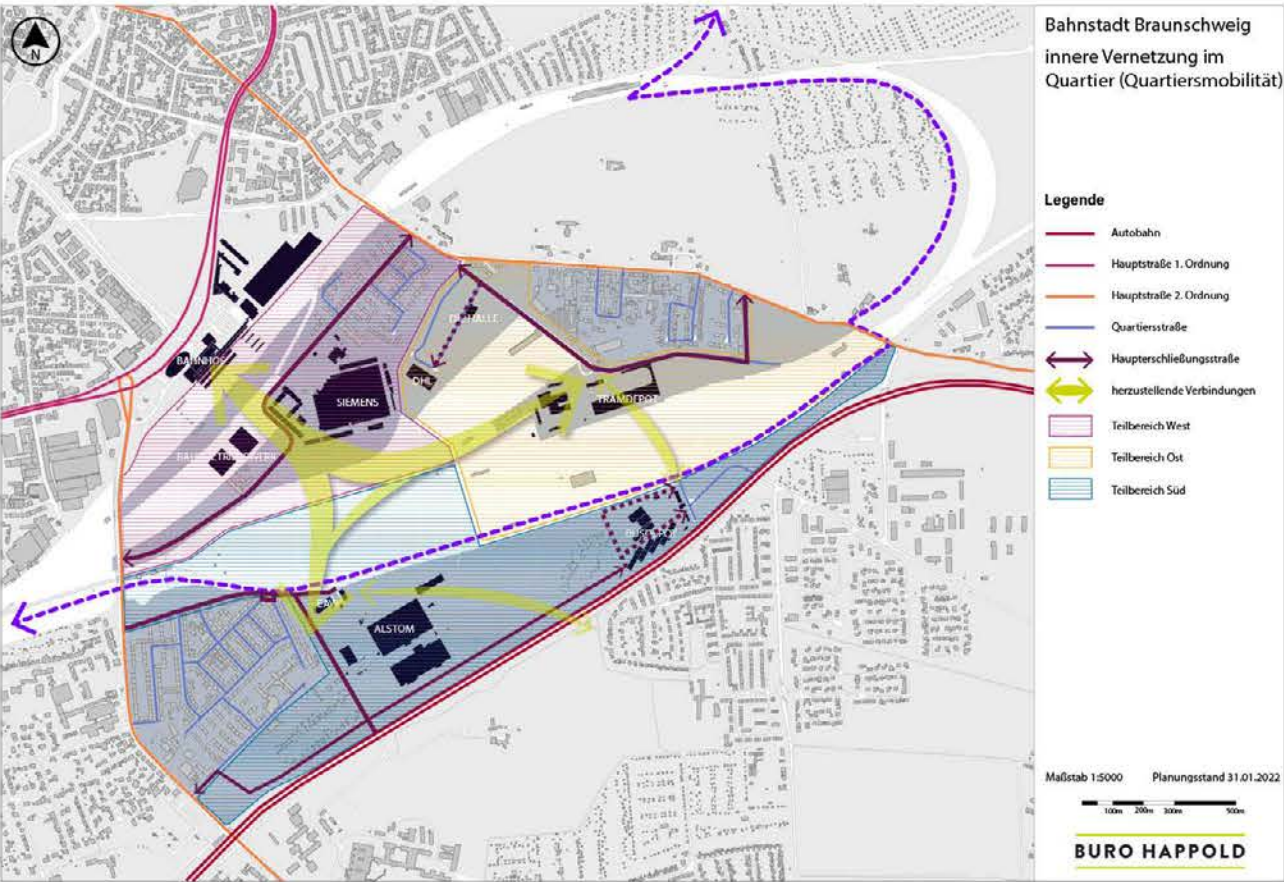 N
Bahnstadt Braunschweig
innere Vernetzung im
Quartier (Quartiersmobilität)
Legende
Autobahn
Hauptstraße 1. Ordnung
Hauptstraße 2. Ordnung
Quartiersstraße
Haupterschließungsstraße
herzustellende Verbindungen
Teilbereich West
Teilbereich Ost
Teilbereich Süd
BAHNHOF
SIEMENS
DHL
TRAMDEPOT
ALSTOM
Maßstab 1:5000 Planungsstand 31.01.2022
100m 200m 300m 500m
BURO HAPPOLD